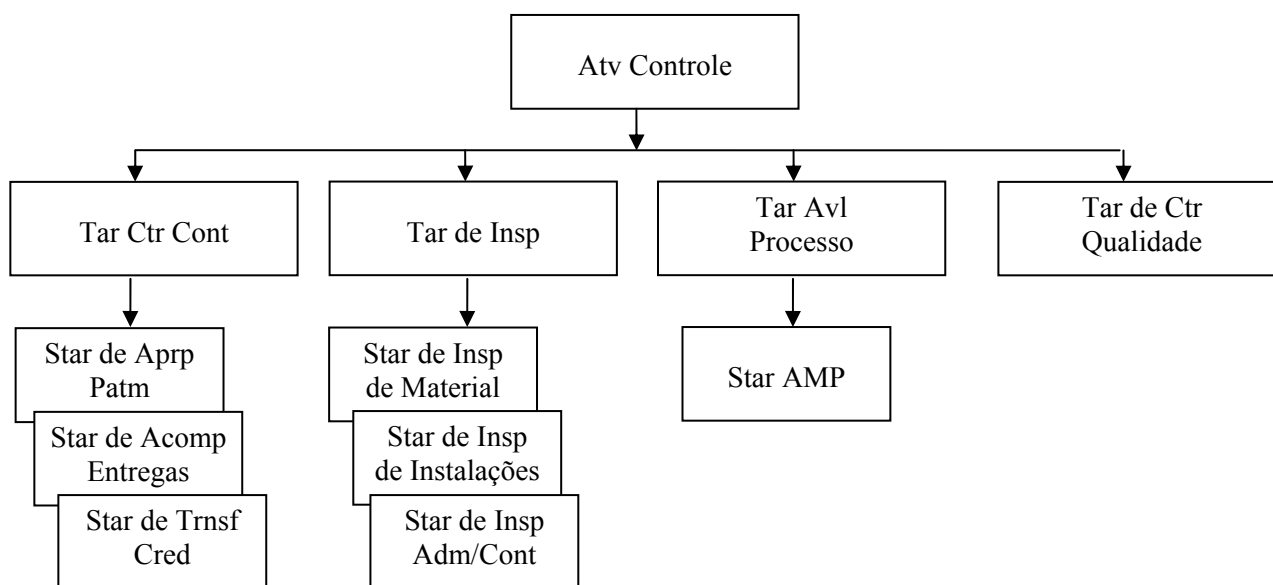 Atv Controle
Tar Ctr Cont
Tar de Insp
Tar Avl
Processo
Tar de Ctr
Qualidade
Star de Aprp
Patm
Star de Acomp
Entregas
Star de Trnsf
Cred
Star de Insp
de Material
Star de Insp
de Instalações
Star de Insp
Adm/Cont
Star AMP